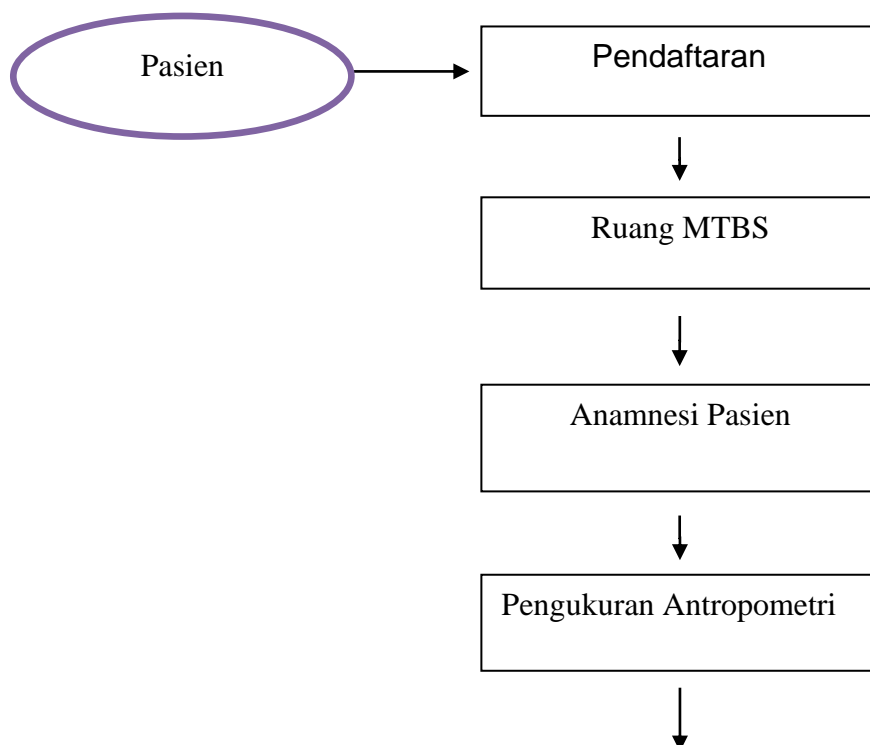 Pasien
Pendaftaran
Ruang MTBS
Anamnesi Pasien
Pengukuran Antropometri